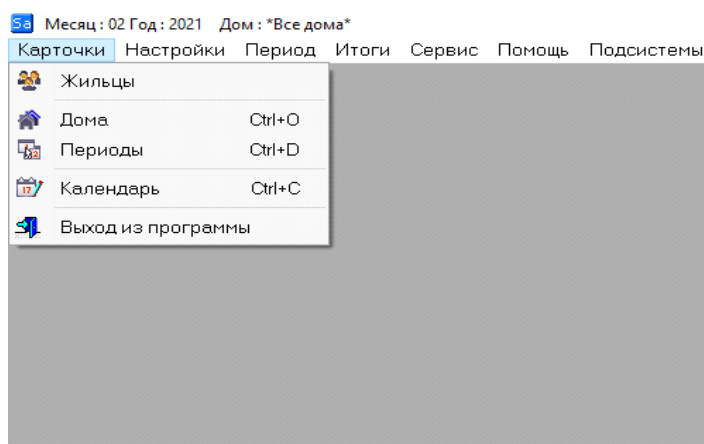 Sa Месяц : 02 Год : 2021 Дом : *Все дома*
Карточки Настройки Период Итоги Сервис Помощь Подсистемы
Жильцы
Дома Ctrl+O
Периоды Ctrl+D
17 Календарь Ctrl+C
Выход из программы